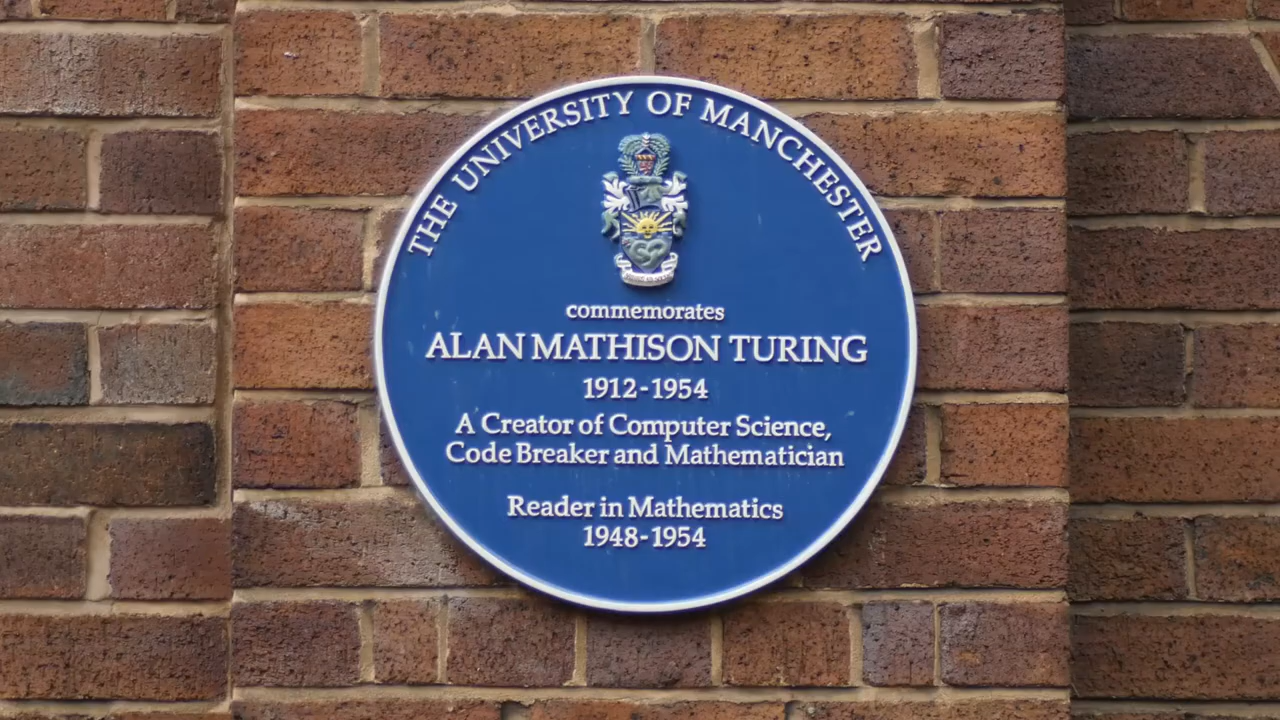 THE UNIVERSITY OF MANCHESTER
commemorates
ALAN MATHISON TURING
1912-1954
A Creator of Computer Science,
Code Breaker and Mathematician
Reader in Mathematics
1948-1954